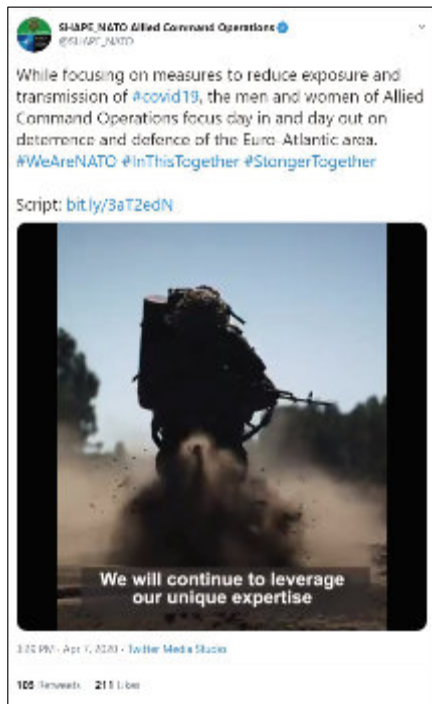 SHAPE_NATO Allied Command Operations
@SHAPE_NATO
While focusing on measures to reduce exposure and
transmission of #covid19, the men and women of Allied
Command Operations focus day in and day out on
deterrence and defence of the Euro-Atlantic area.
#WeAreNATO #InThisTogether #StongerTogether
Script: bit.ly/3aT2edN
We will continue to leverage
our unique expertise
3:29 PM · Apr 7, 2020 · Twitter Media Studio
105 Retweets 211 Likes